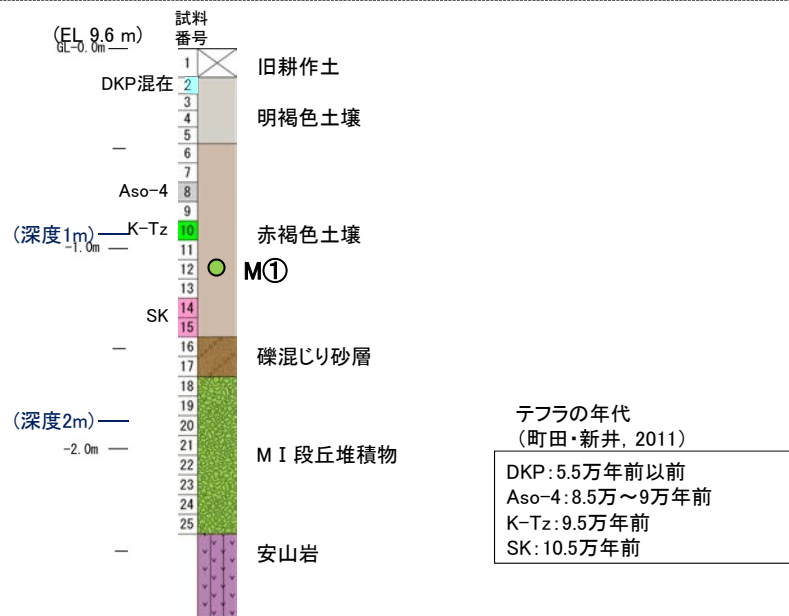 (EL 9.6 m)
試料
番号
GL-0.0m
1
旧耕作土
DKP混在
2
3
4
明褐色土壌
5
6
7
Aso-4
8
9
(深度1m)
K-Tz
10
赤褐色土壌
-1.0m
11
12
M①
13
14
SK
15
16
礫混じり砂層
17
18
19
(深度2m)
20
-2.0m
21
MⅠ段丘堆積物
22
23
24
25
安山岩
テフラの年代
(町田・新井, 2011)
DKP:5.5万年前以前
Aso-4:8.5万～9万年前
K-Tz:9.5万年前
SK:10.5万年前